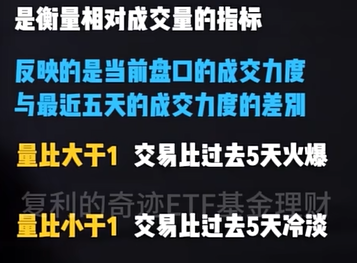 是衡量相对成交量的指标
反映的是当前盘口的成交力度
与最近五天的成交力度的差别
量比大于1 交易比过去5天火爆
复利的奇迹ETF基金理财
量比小于1 交易比过去5天冷淡